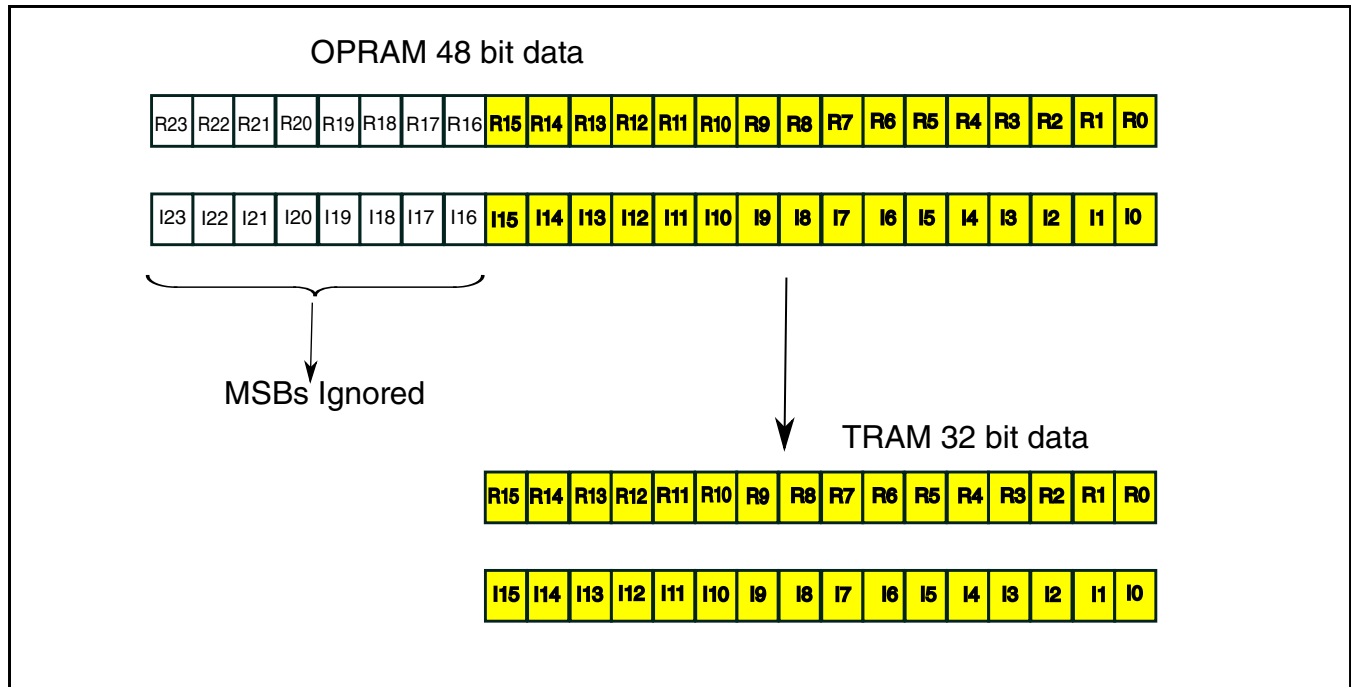 OPRAM 48 bit data
R23 R22 R21 R20 R19 R18 R17 R16 R15 R14 R13 R12 R11 R10 R9 R8 R7 R6 R5 R4 R3 R2 R1 R0
I23 I22 I21 I20 I19 I18 I17 I16 I15 I14 I13 I12 I11 I10 I9 I8 I7 I6 I5 I4 I3 I2 I1 I0
MSBs Ignored
TRAM 32 bit data
R15 R14 R13 R12 R11 R10 R9 R8 R7 R6 R5 R4 R3 R2 R1 R0
I15 I14 I13 I12 I11 I10 I9 I8 I7 I6 I5 I4 I3 I2 I1 I0